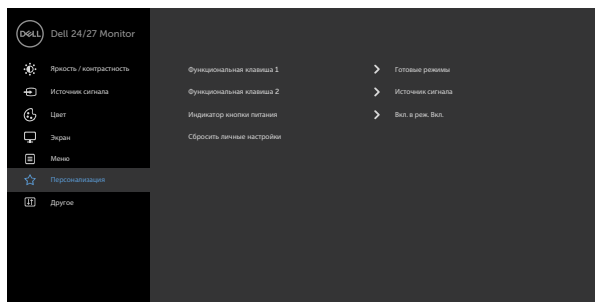 DELL Dell 24/27 Monitor
Яркость / контрастность
Функциональная клавиша 1 Готовые режимы
Источник сигнала
Функциональная клавиша 2 Источник сигнала
Цвет
Индикатор кнопки питания Вкл. в реж. Вкл.
Экран
Сбросить личные настройки
Меню
Персонализация
Другое